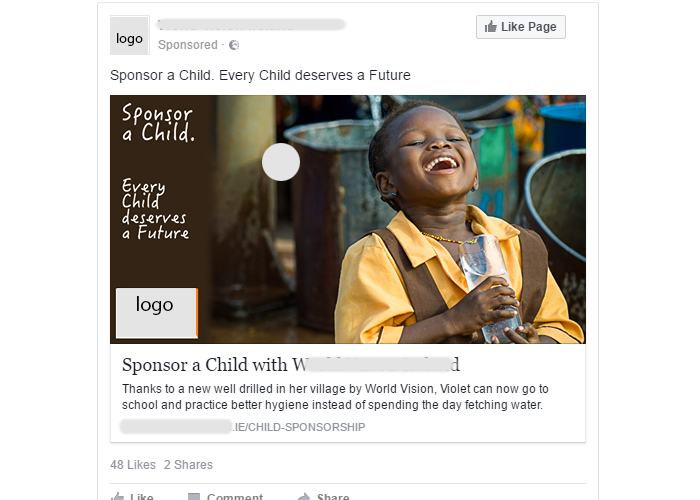 logo
Sponsored ·
Like Page
Sponsor a Child. Every Child deserves a Future
Sponsor
a Child.
Every
Child
deserves
a Future
logo
Sponsor a Child with
Thanks to a new well drilled in her village by World Vision, Violet can now go to
school and practice better hygiene instead of spending the day fetching water.
.IE/CHILD-SPONSORSHIP
48 Likes 2 Shares
Like Comment Share